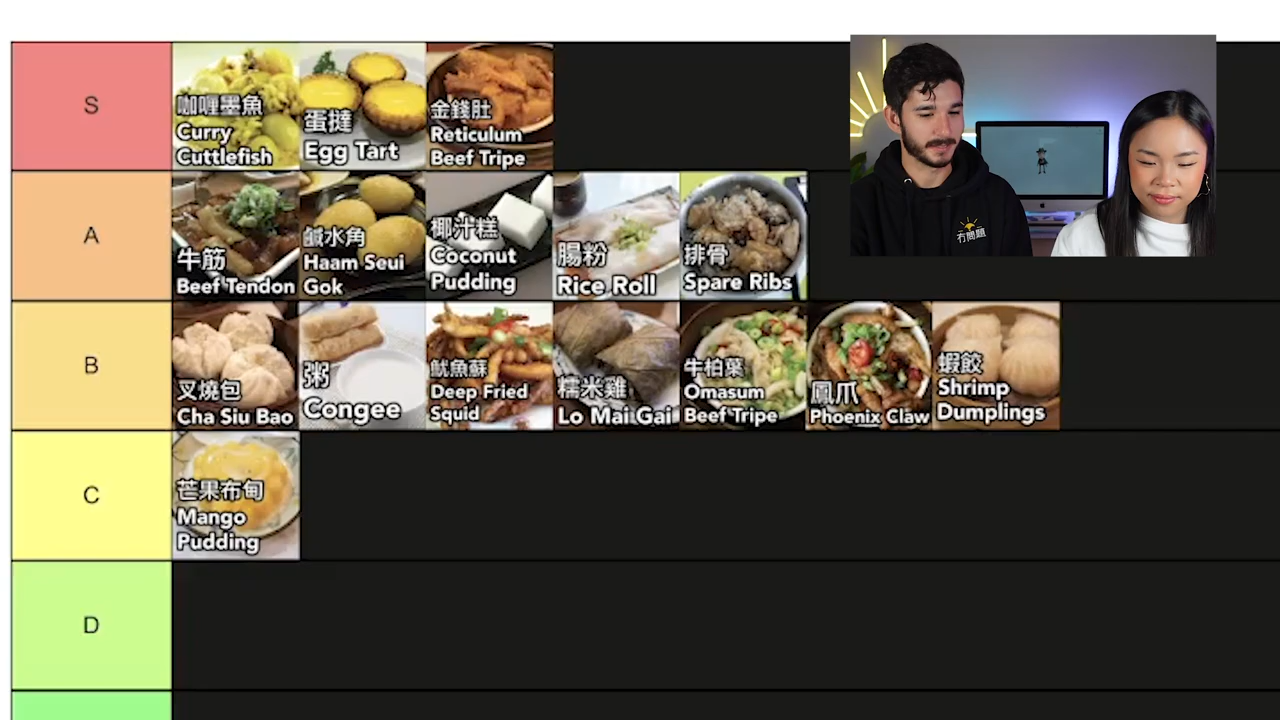 S
咖喱墨魚
Curry
Cuttlefish
蛋撻
Egg Tart
金錢肚
Reticulum
Beef Tripe
A
牛筋
Beef Tendon
鹹水角
Haam Seui
Gok
椰汁糕
Coconut
Pudding
腸粉
Rice Roll
排骨
Spare Ribs
B
叉燒包
Cha Siu Bao
粥
Congee
魷魚蘇
Deep Fried
Squid
糯米雞
Lo Mai Gai
牛柏葉
Omasum
Beef Tripe
鳳爪
Phoenix Claw
蝦餃
Shrimp
Dumplings
C
芒果布甸
Mango
Pudding
D
冇問題